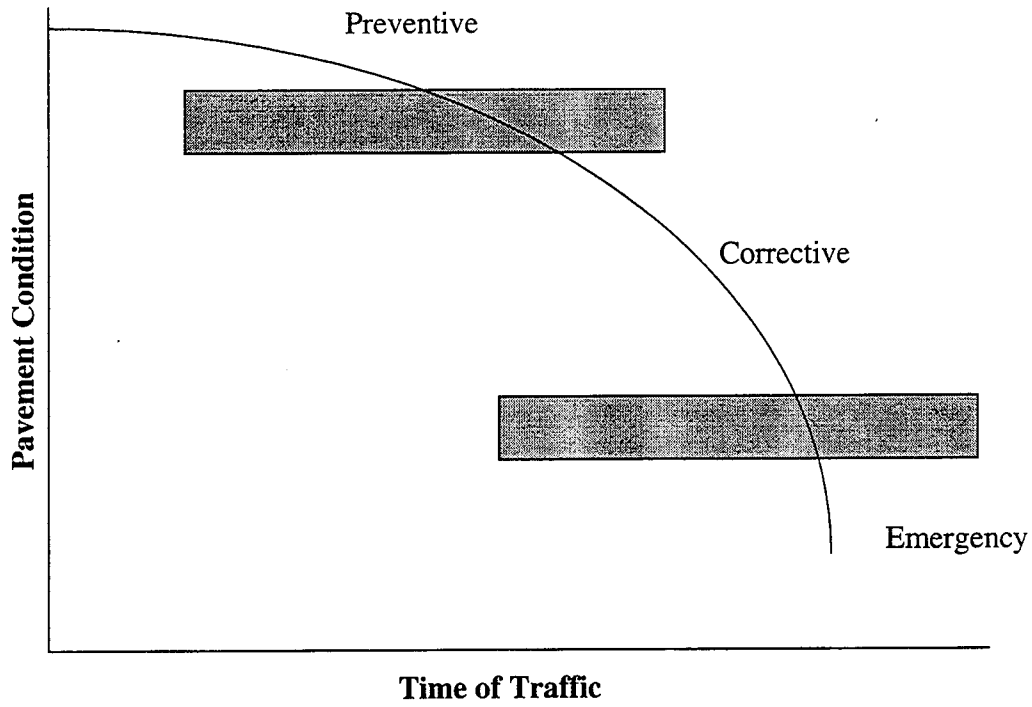 Preventive
Corrective
Emergency
Pavement Condition
Time of Traffic